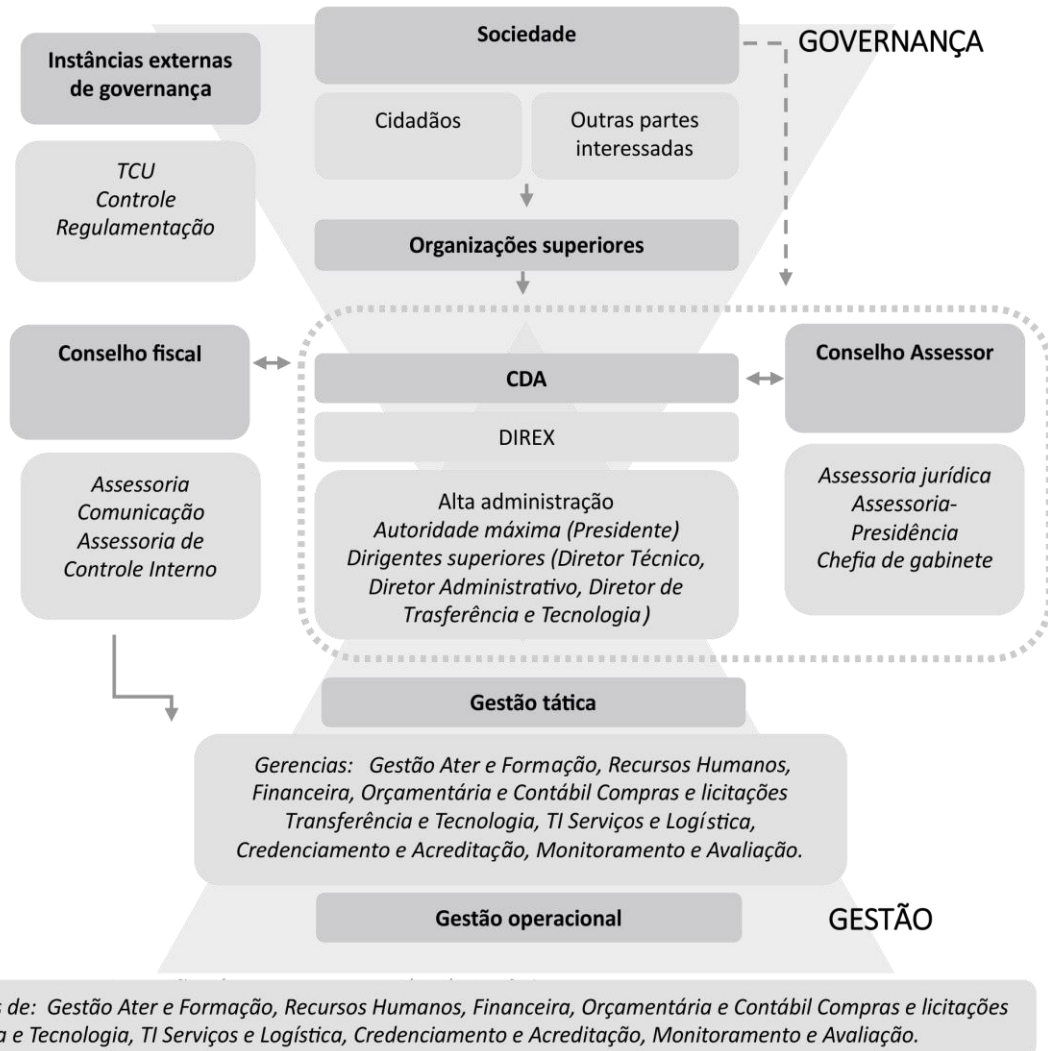 GOVERNANÇA
Sociedade
Instâncias externas
de governança
Cidadãos
Outras partes
interessadas
TCU
Controle
Regulamentação
Organizações superiores
Conselho fiscal
CDA
Conselho Assessor
DIREX
Assessoria
Comunicação
Assessoria de
Controle Interno
Alta administração
Autoridade máxima (Presidente)
Dirigentes superiores (Diretor Técnico,
Diretor Administrativo, Diretor de
Trasferência e Tecnologia)
Assessoria jurídica
Assessoria-
Presidência
Chefia de gabinete
Gestão tática
Gerencias: Gestão Ater e Formação, Recursos Humanos,
Financeira, Orçamentária e Contábil Compras e licitações
Transferência e Tecnologia, TI Serviços e Logística,
Credenciamento e Acreditação, Monitoramento e Avaliação.
Gestão operacional
GESTÃO
de: Gestão Ater e Formação, Recursos Humanos, Financeira, Orçamentária e Contábil Compras e licitações
e Tecnologia, TI Serviços e Logística, Credenciamento e Acreditação, Monitoramento e Avaliação.